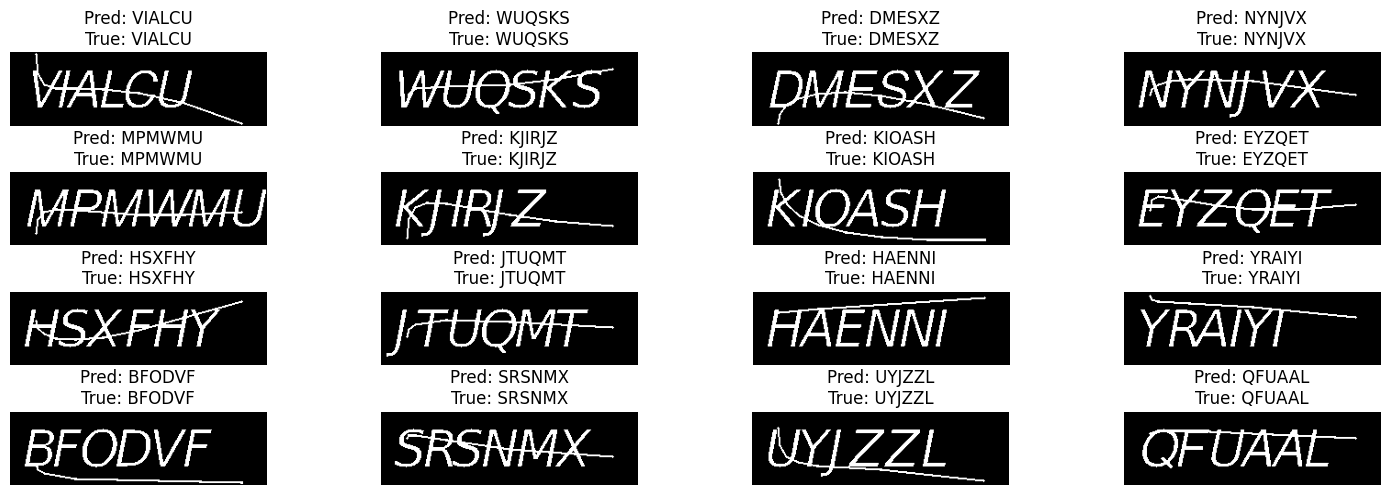 Pred: VIALCU
True: VIALCU
VIALCU
Pred: WUQSKS
True: WUQSKS
WUQSKS
Pred: DMESXZ
True: DMESXZ
DMESXZ
Pred: NYNJVX
True: NYNJVX
NYNJVX
Pred: MPMWMU
True: MPMWMU
MPMWMU
Pred: KJIRJZ
True: KJIRJZ
KJIRJZ
Pred: KIOASH
True: KIOASH
KIOASH
Pred: EYZQET
True: EYZQET
EYZQET
Pred: HSXFHY
True: HSXFHY
HSXFHY
Pred: JTUQMT
True: JTUQMT
JTUQMT
Pred: HAENNI
True: HAENNI
HAENNI
Pred: YRAIYI
True: YRAIYI
YRAIYI
Pred: BFODVF
True: BFODVF
BFODVF
Pred: SRSNMX
True: SRSNMX
SRSNMX
Pred: UYJZZL
True: UYJZZL
UYJZZL
Pred: QFUAAL
True: QFUAAL
QFUAAL